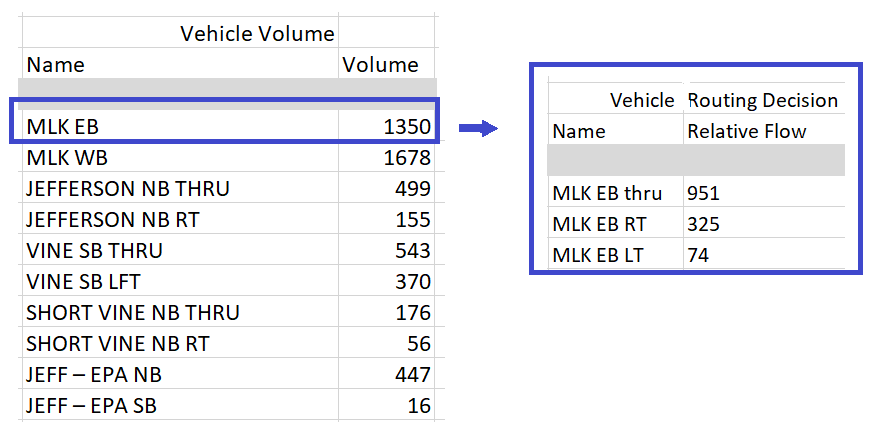 Vehicle Volume
Name Volume
MLK EB 1350
MLK WB 1678
JEFFERSON NB THRU 499
JEFFERSON NB RT 155
VINE SB THRU 543
VINE SB LFT 370
SHORT VINE NB THRU 176
SHORT VINE NB RT 56
JEFF – EPA NB 447
JEFF – EPA SB 16
Vehicle Routing Decision
Name Relative Flow
MLK EB thru 951
MLK EB RT 325
MLK EB LT 74